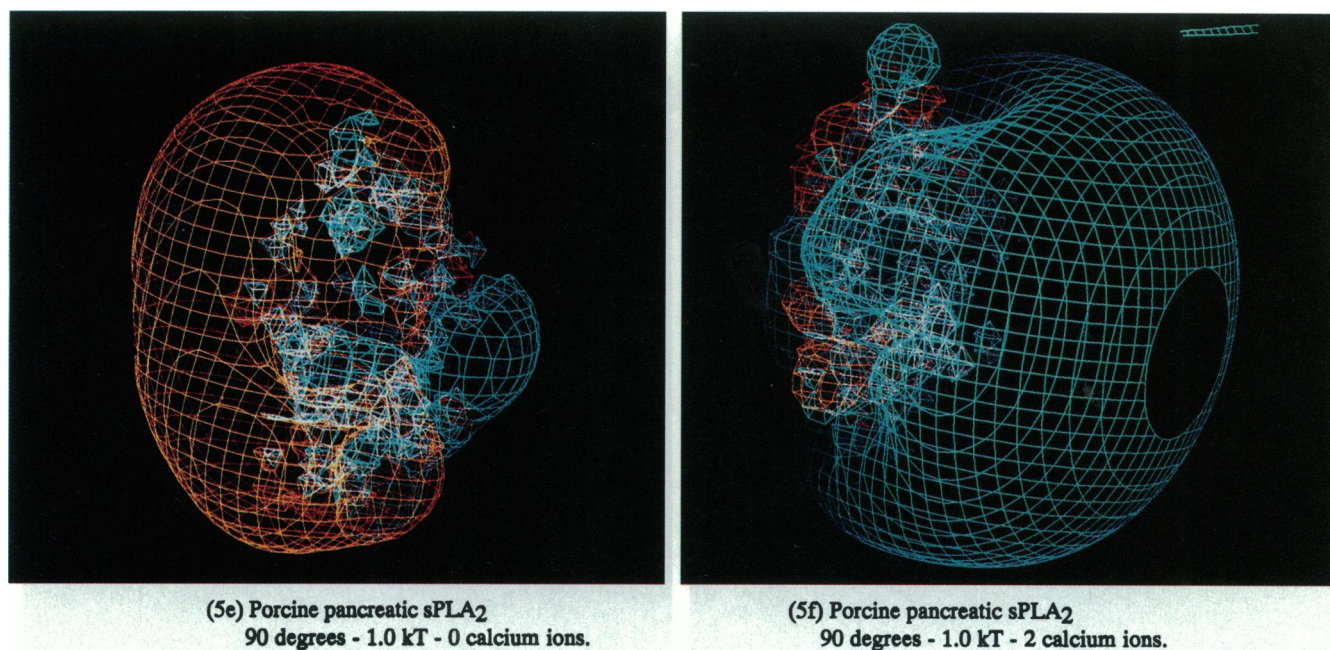 (5e) Porcine pancreatic sPLA2
90 degrees - 1.0 kT - 0 calcium ions.
(5f) Porcine pancreatic sPLA2
90 degrees - 1.0 kT - 2 calcium ions.